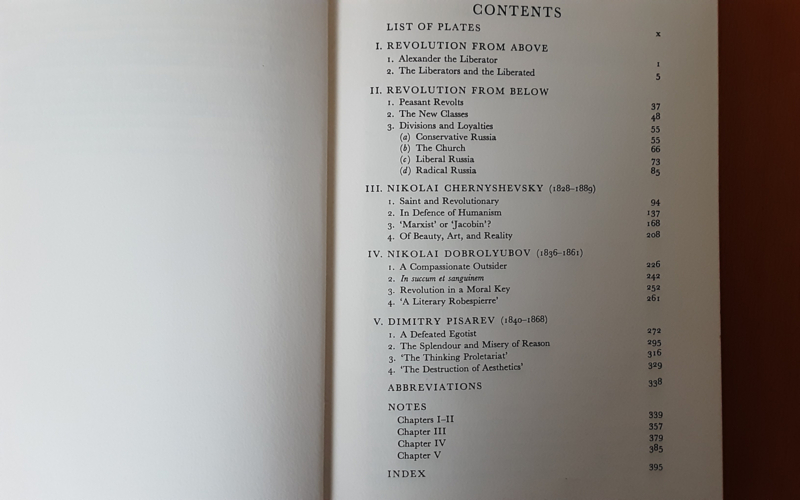 CONTENTS
LIST OF PLATES x
I. REVOLUTION FROM ABOVE
1. Alexander the Liberator 1
2. The Liberators and the Liberated 5
II. REVOLUTION FROM BELOW
1. Peasant Revolts 37
2. The New Classes 48
3. Divisions and Loyalties 55
(a) Conservative Russia 55
(b) The Church 66
(c) Liberal Russia 73
(d) Radical Russia 85
III. NIKOLAI CHERNYSHEVSKY (1828–1889)
1. Saint and Revolutionary 94
2. In Defence of Humanism 137
3. ‘Marxist’ or ‘Jacobin’? 168
4. Of Beauty, Art, and Reality 208
IV. NIKOLAI DOBROLYUBOV (1836–1861)
1. A Compassionate Outsider 226
2. In succum et sanguinem 242
3. Revolution in a Moral Key 252
4. ‘A Literary Robespierre’ 261
V. DIMITRY PISAREV (1840–1868)
1. A Defeated Egotist 272
2. The Splendour and Misery of Reason 295
3. ‘The Thinking Proletariat’ 316
4. ‘The Destruction of Aesthetics’ 329
ABBREVIATIONS 338
NOTES
Chapters I–II 339
Chapter III 357
Chapter IV 379
Chapter V 385
INDEX 395